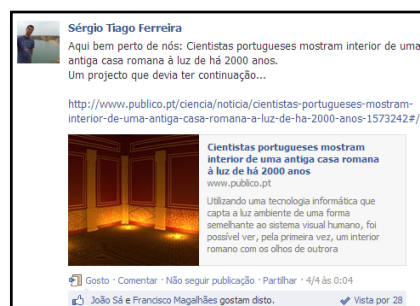 Sérgio Tiago Ferreira
Aqui bem perto de nós: Cientistas portugueses mostram interior de uma
antiga casa romana à luz de há 2000 anos.
Um projecto que devia ter continuação...
http://www.publico.pt/ciencia/noticia/cientistas-portugueses-mostram-
interior-de-uma-antiga-casa-romana-a-luz-de-ha-2000-anos-1573242#/
Cientistas portugueses mostram
interior de uma antiga casa romana
à luz de há 2000 anos
www.publico.pt
Utilizando uma tecnologia informática que
capta a luz ambiente de uma forma
semelhante ao sistema visual humano, foi
possível ver, pela primeira vez, um interior
romano com os olhos de outrora
Gosto · Comentar · Não seguir publicação · Partilhar · 4/4 às 0:04
João Sá e Francisco Magalhães gostam disto. Vista por 28